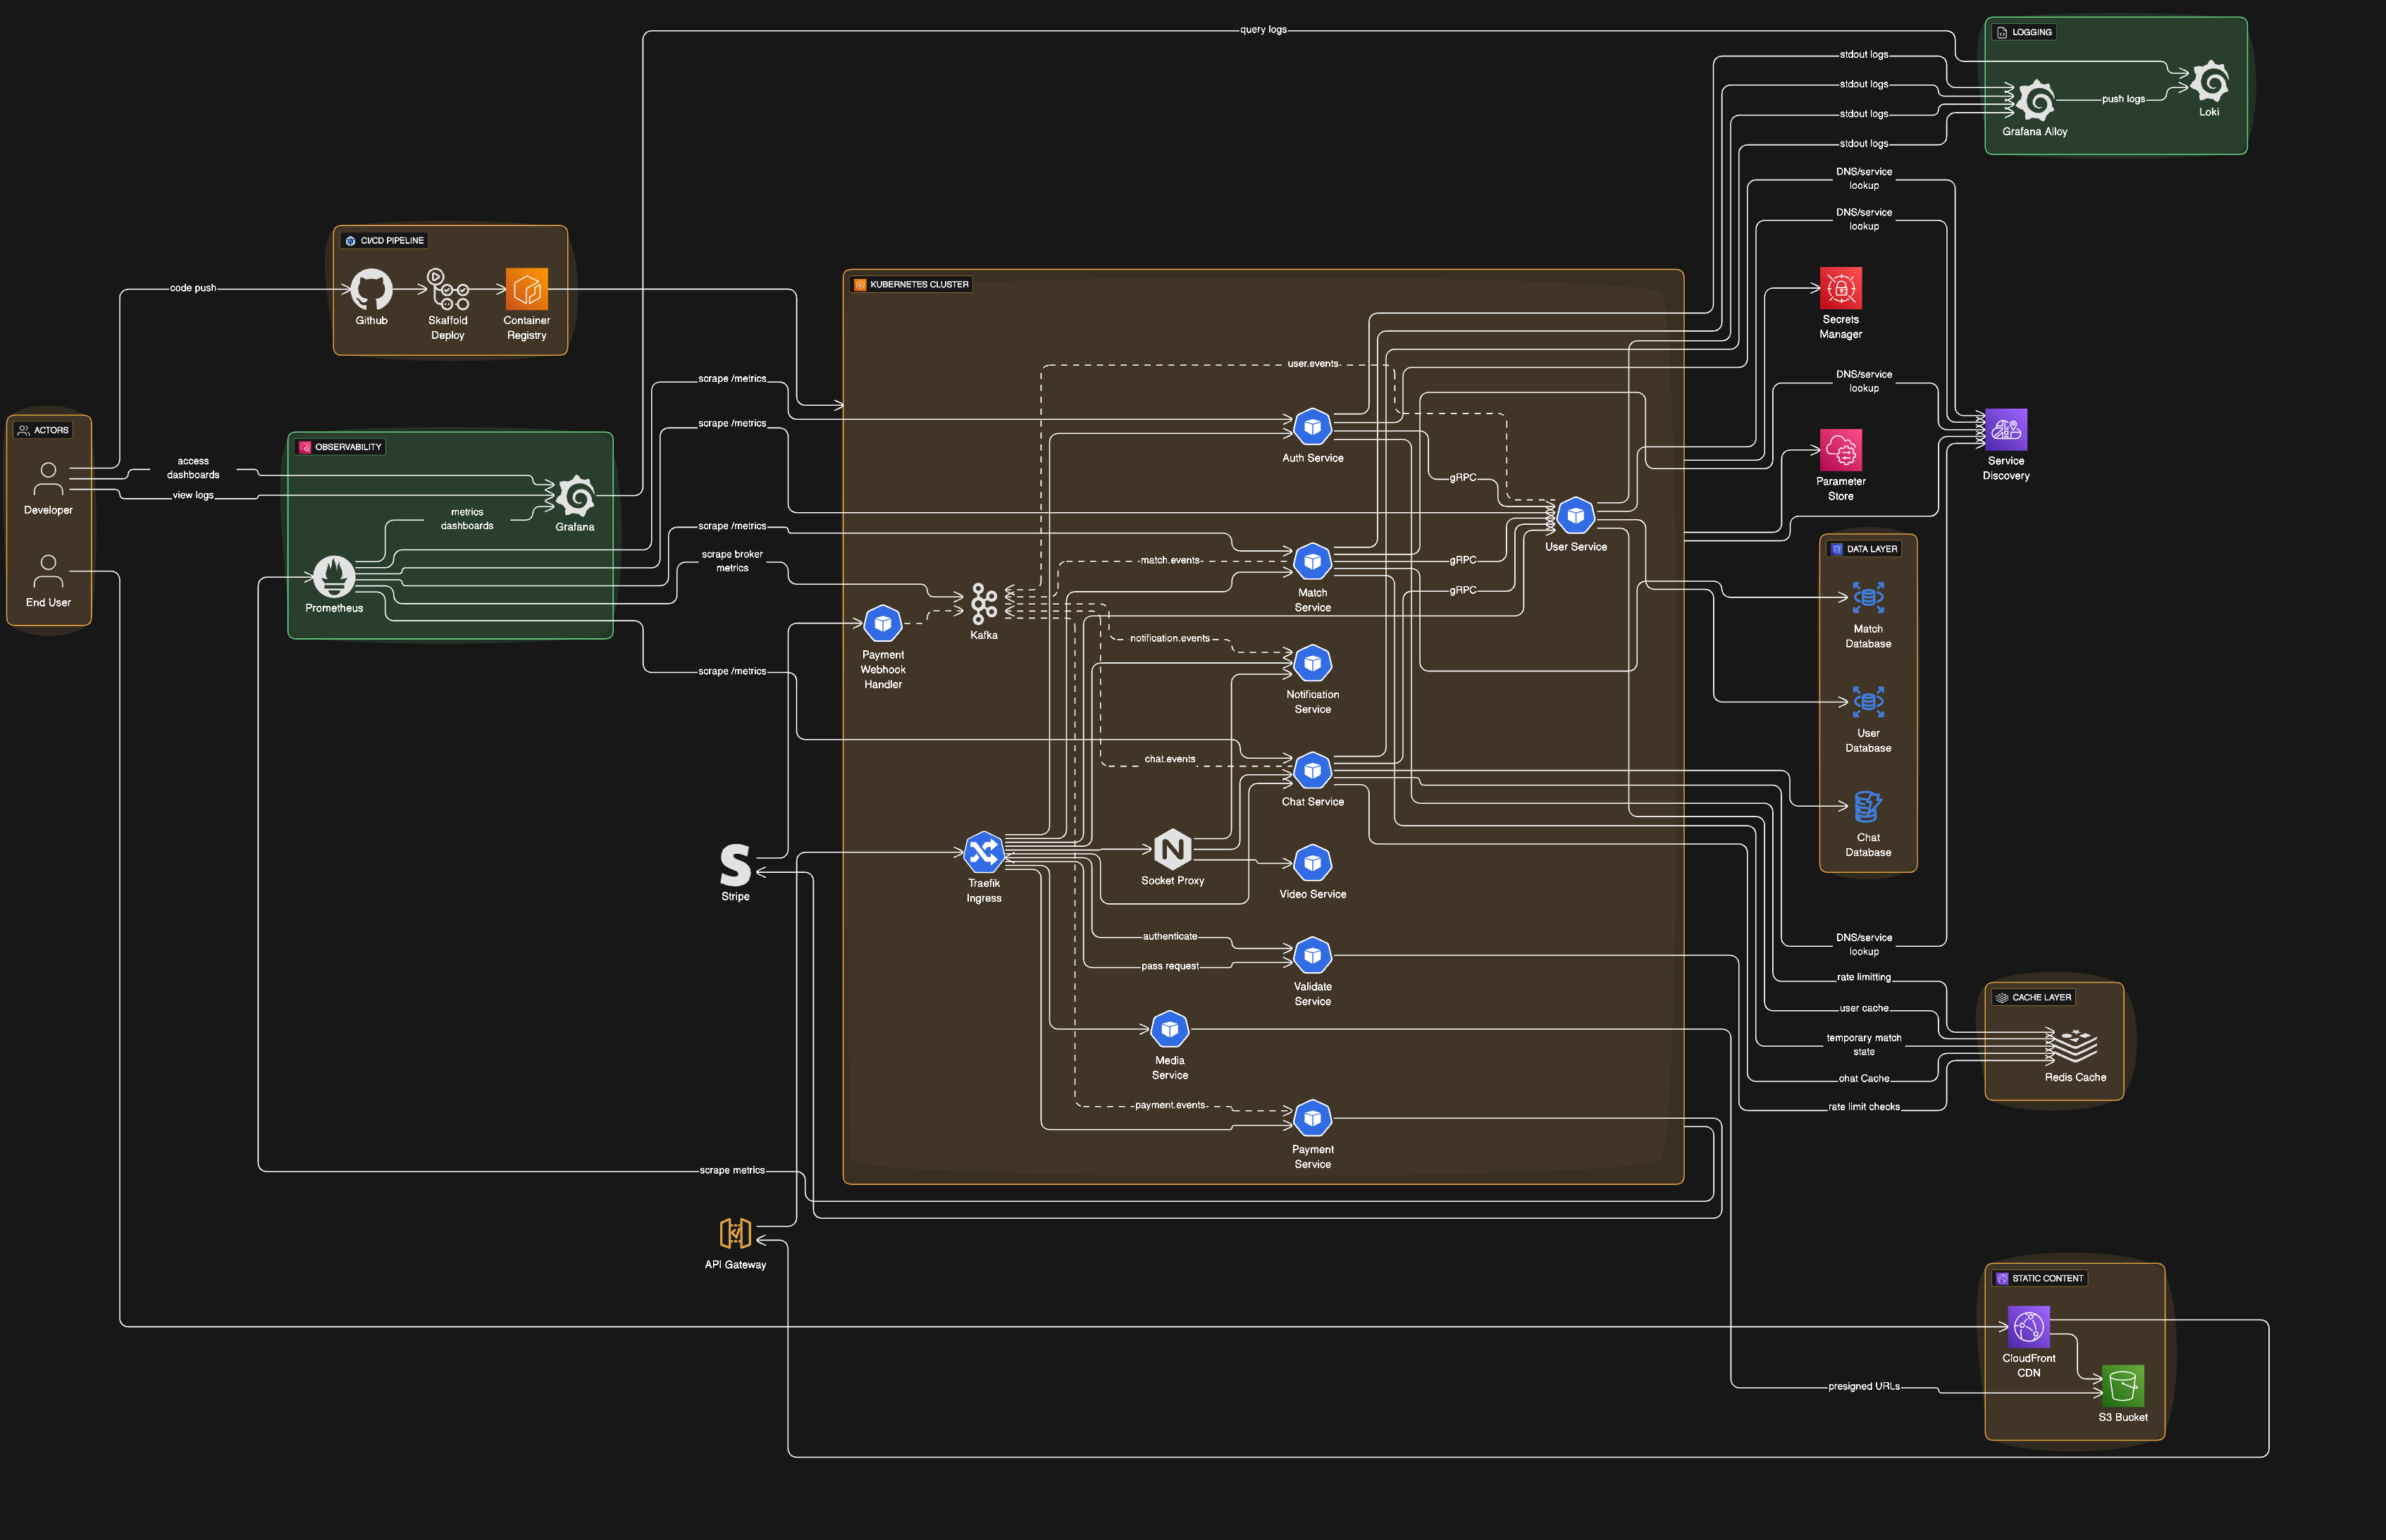 query logs
LOGGING
stdout logs
stdout logs
stdout logs
stdout logs
push logs
Grafana Alloy
Loki
DNS/service
lookup
DNS/service
lookup
CI/CD PIPELINE
code push
Github
Skaffold
Deploy
Container
Registry
KUBERNETES CLUSTER
Secrets
Manager
user.events
scrape /metrics
DNS/service
lookup
ACTORS
scrape /metrics
OBSERVABILITY
Auth Service
access
dashboards
view logs
Developer
metrics
dashboards
Grafana
gRPC
Parameter
Store
Service
Discovery
scrape /metrics
scrape broker
metrics
match.events
gRPC
User Service
DATA LAYER
End User
Prometheus
Match
Service
gRPC
Kafka
Match
Database
notification.events
Payment
Webhook
Handler
scrape /metrics
Notification
Service
User
Database
chat.events
Chat Service
Chat
Database
Stripe
Traefik
Ingress
Socket Proxy
Video Service
authenticate
pass request
Validate
Service
DNS/service
lookup
rate limitting
CACHE LAYER
user cache
temporary match
state
chat Cache
Redis Cache
rate limit checks
Media
Service
payment.events
Payment
Service
scrape metrics
API Gateway
STATIC CONTENT
CloudFront
CDN
presigned URLs
S3 Bucket